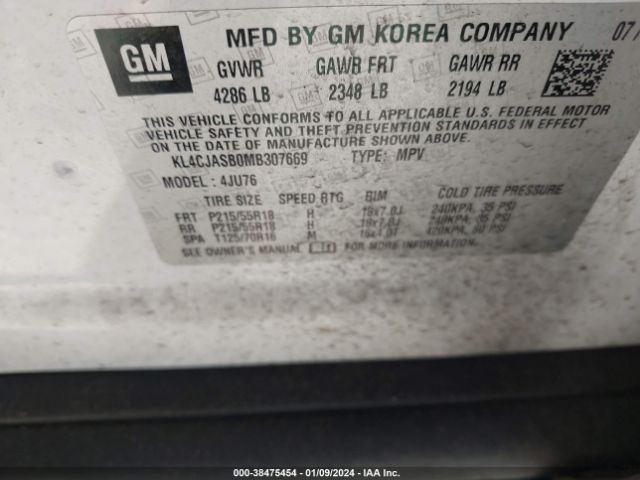 GM
MFD BY GM KOREA COMPANY 07/
GVWR GAWR FRT GAWR RR
4286 LB 2348 LB 2194 LB
THIS VEHICLE CONFORMS TO ALL APPLICABLE U.S. FEDERAL MOTOR
VEHICLE SAFETY AND THEFT PREVENTION STANDARDS IN EFFECT
ON THE DATE OF MANUFACTURE SHOWN ABOVE.
KL4CJASB0MB307669 TYPE: MPV
MODEL: 4JU76
TIRE SIZE SPEED RTG RIM COLD TIRE PRESSURE
FRT P215/55R18 H 18x7.0J 240KPA, 35 PSI
RR P215/55R18 H 18x7.0J 240KPA, 35 PSI
SPA T125/70R16 M 420KPA, 60 PSI
SEE OWNER'S MANUAL FOR MORE INFORMATION.
000-38475454 - 01/09/2024 - IAA Inc.